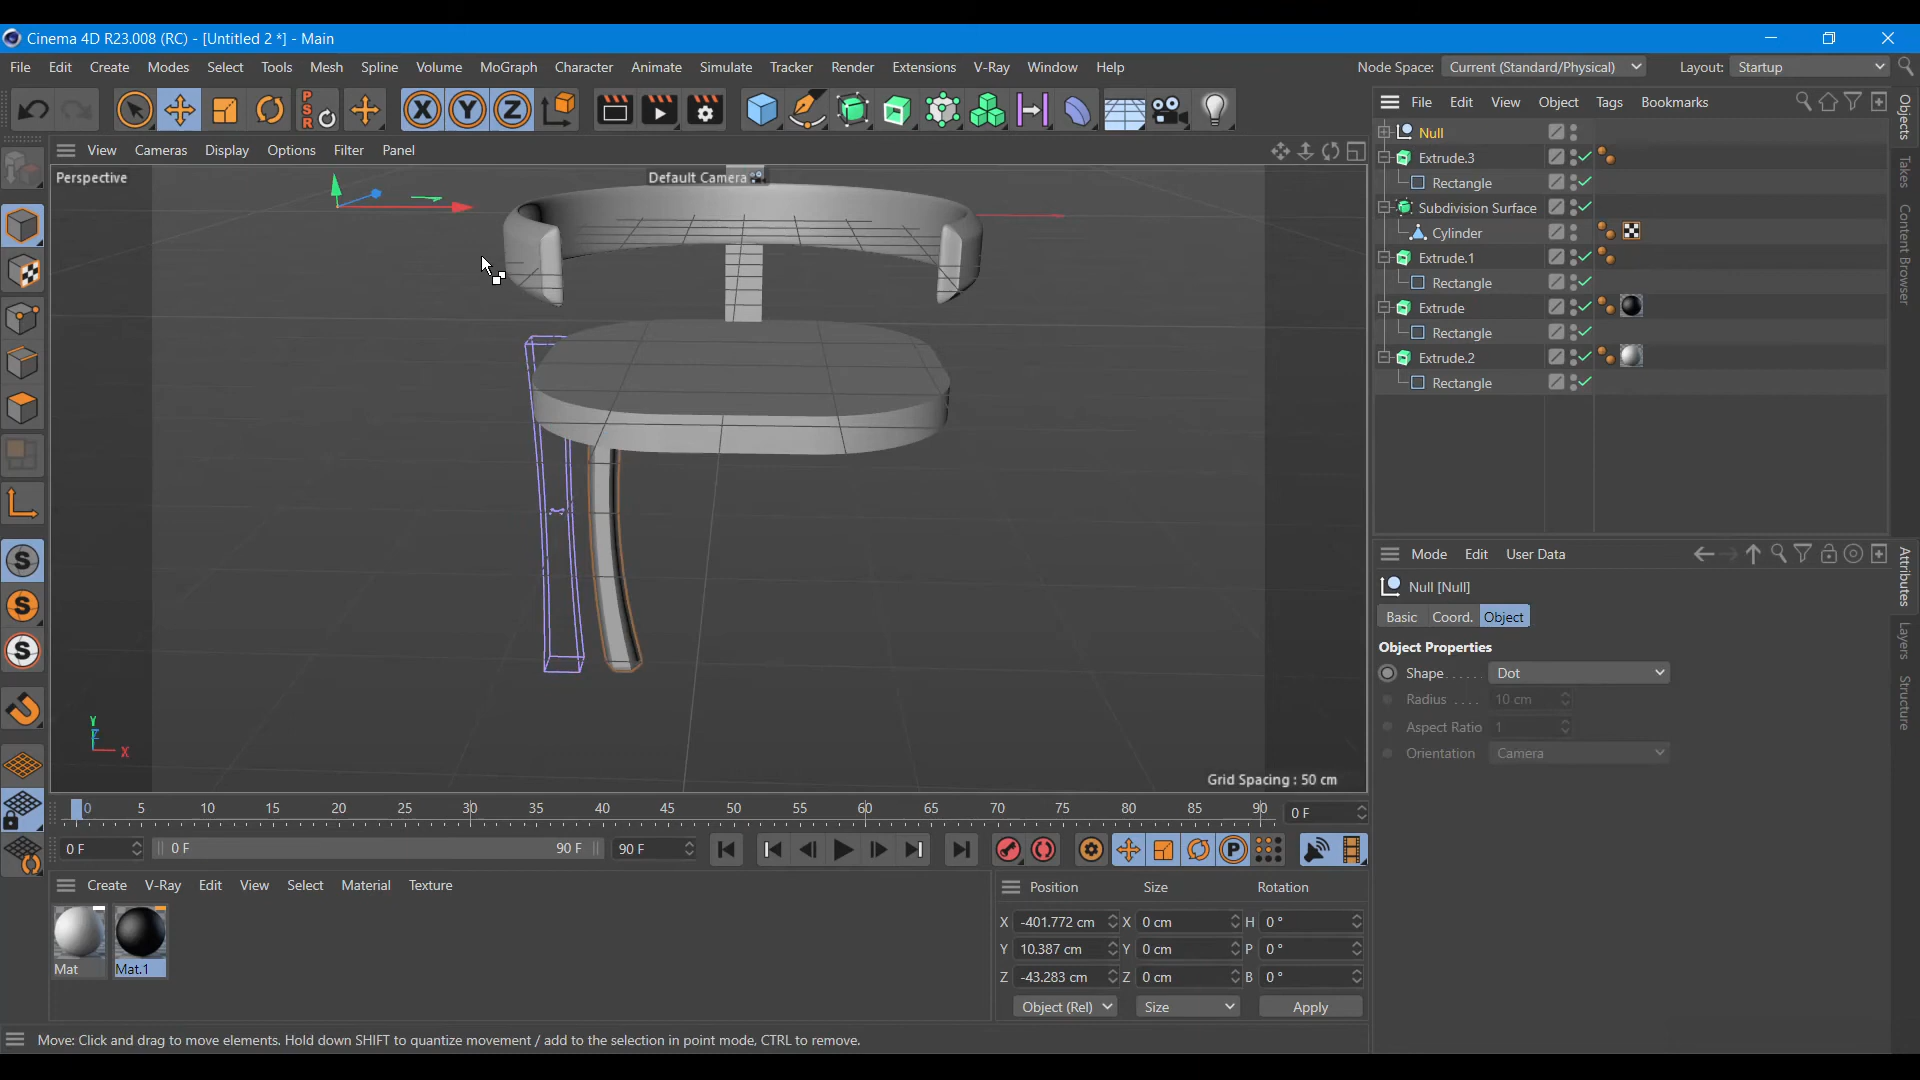 Cinema 4D R23.008 (RC) - [Untitled 2 *] - Main
File Edit Create Modes Select Tools Mesh Spline Volume MoGraph Character Animate Simulate Tracker Render Extensions V-Ray Window Help
Node Space: Current (Standard/Physical) Layout: Startup
PSR X Y Z
File Edit View Object Tags Bookmarks
View Cameras Display Options Filter Panel
Perspective
Default Camera
Null
Extrude.3
Rectangle
Subdivision Surface
Cylinder
Extrude.1
Rectangle
Extrude
Rectangle
Extrude.2
Rectangle
Objects
Takes
Content Browser
Mode Edit User Data
Null [Null]
Basic Coord. Object
Object Properties
Shape . . . . . . Dot
Radius . . . . 10 cm
Aspect Ratio 1
Orientation Camera
Attributes
Layers
Structure
S
S
S
Y
Z
X
Grid Spacing : 50 cm
0 5 10 15 20 25 30 35 40 45 50 55 60 65 70 75 80 85 90 0 F
0 F 0 F 90 F 90 F P
Create V-Ray Edit View Select Material Texture
Mat Mat.1
Position Size Rotation
X -401.772 cm X 0 cm H 0 °
Y 10.387 cm Y 0 cm P 0 °
Z -43.283 cm Z 0 cm B 0 °
Object (Rel) Size Apply
Move: Click and drag to move elements. Hold down SHIFT to quantize movement / add to the selection in point mode, CTRL to remove.